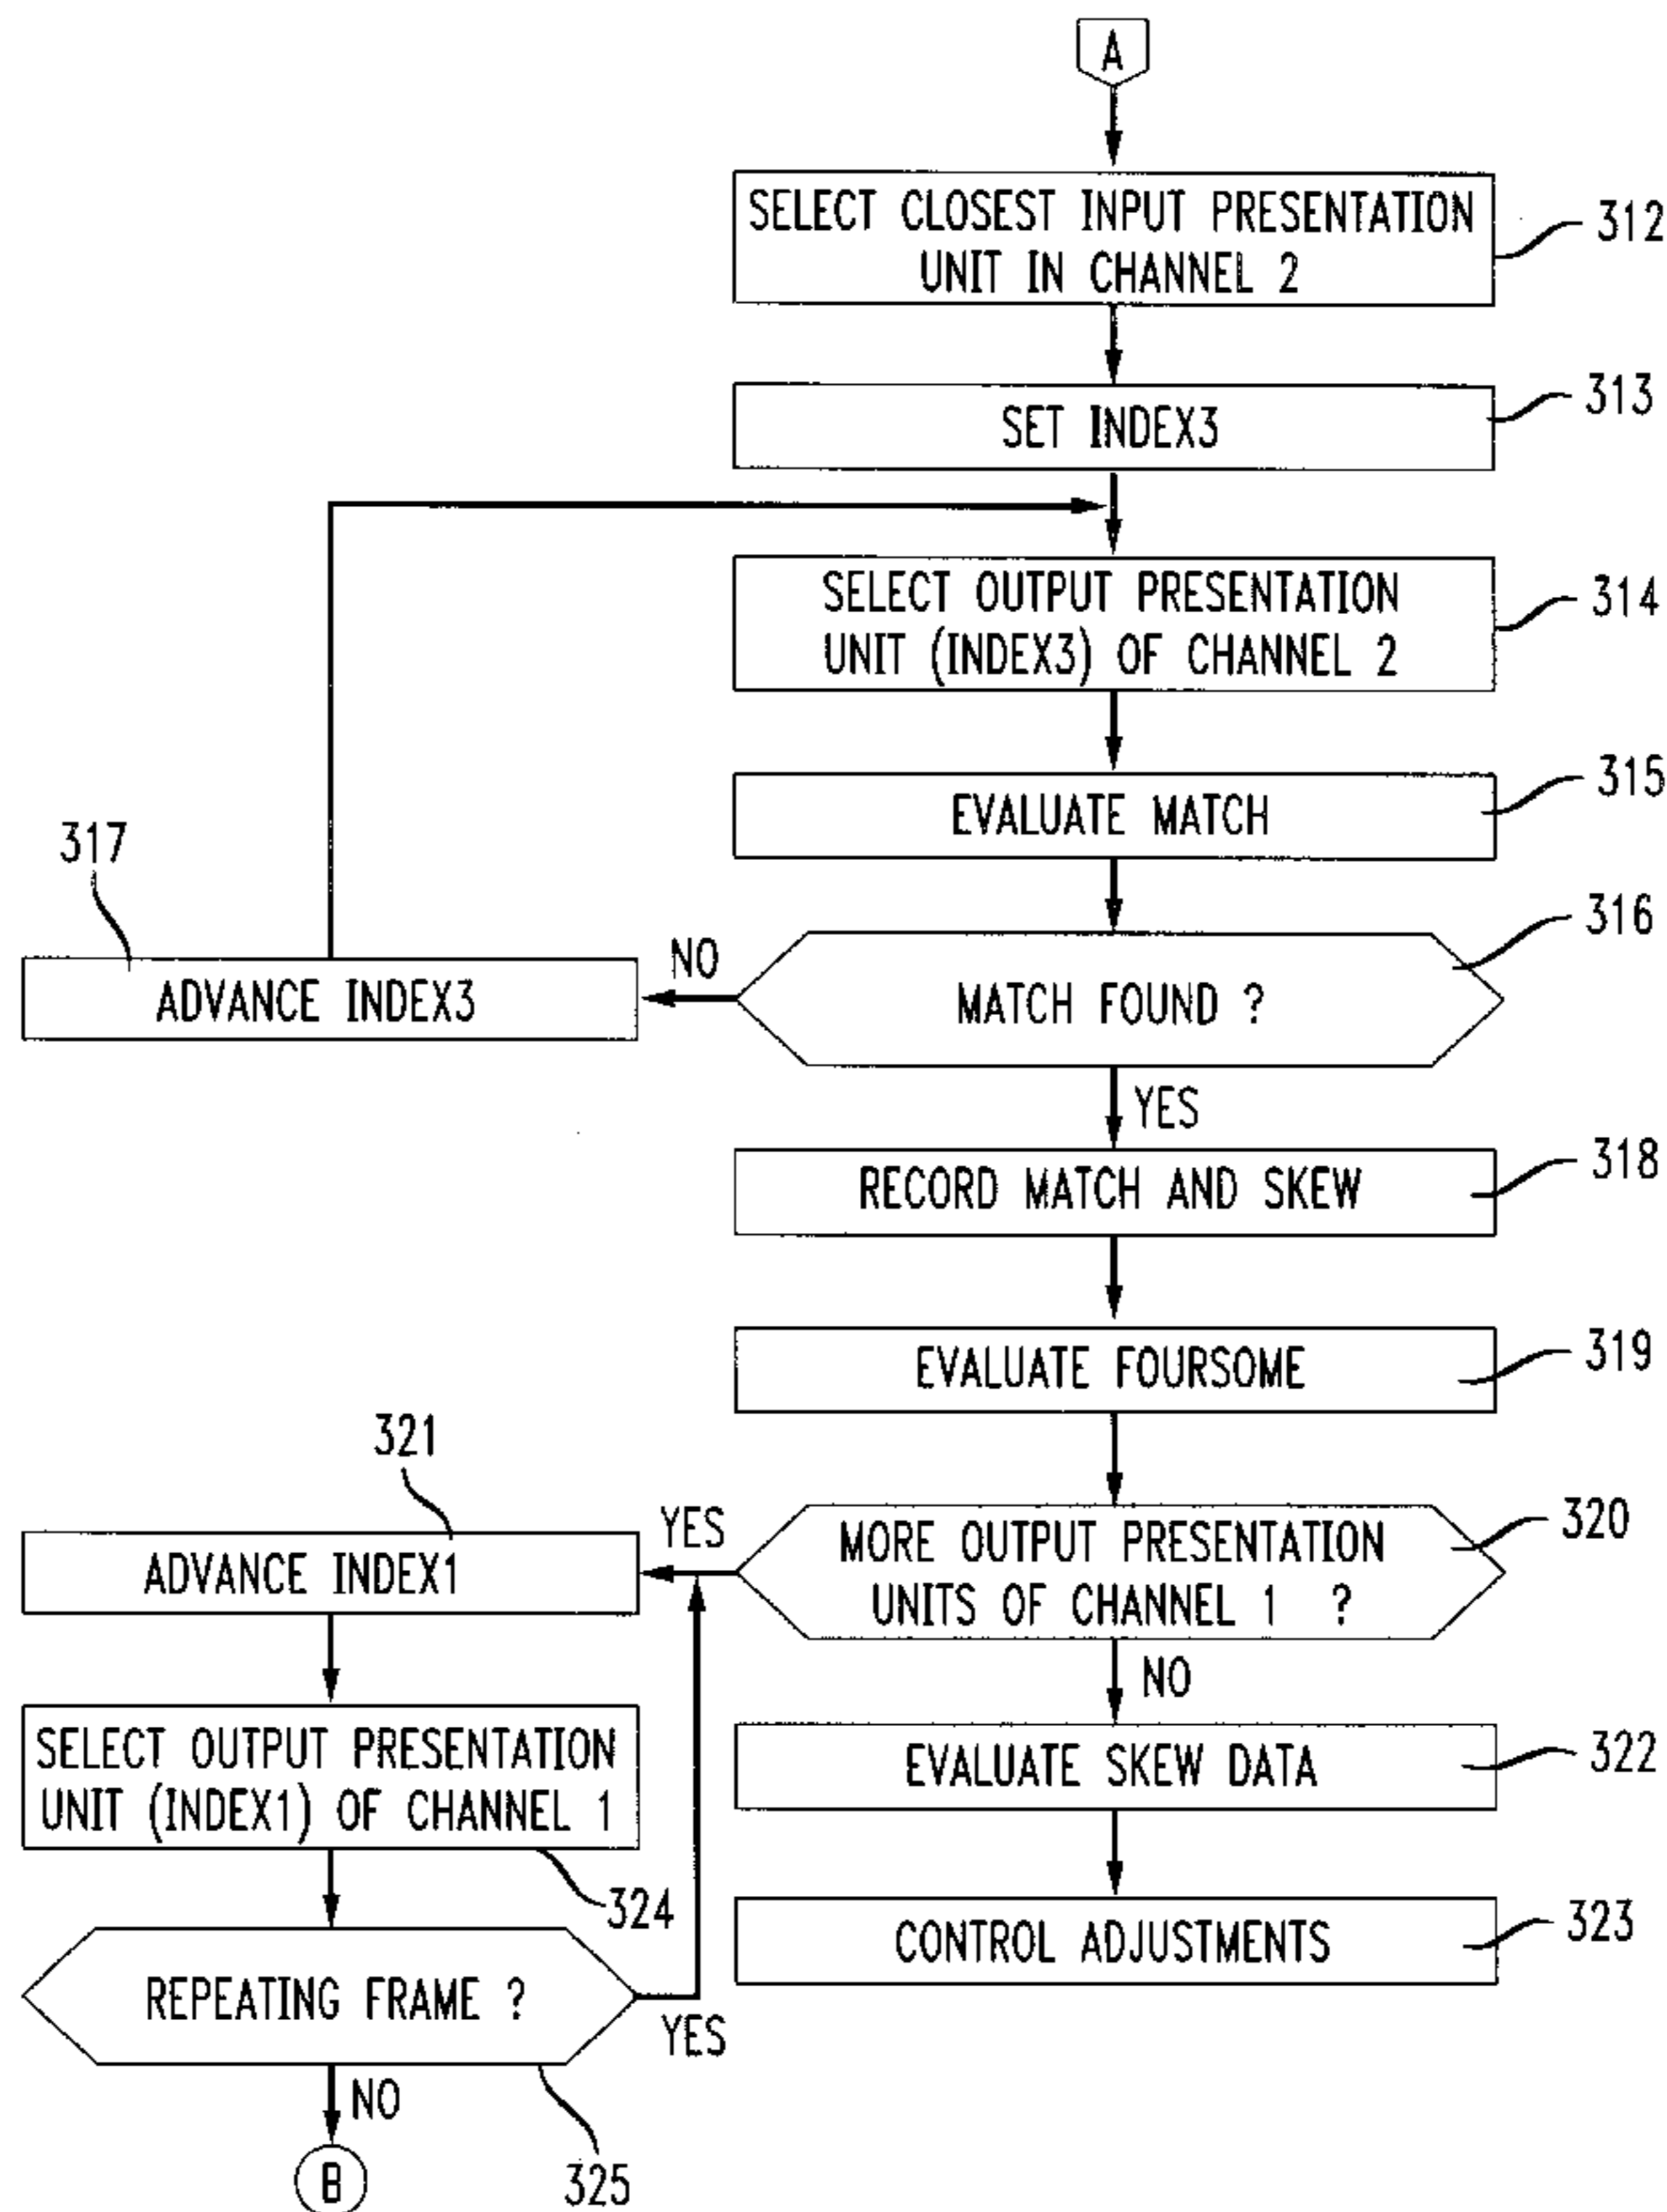 A
SELECT CLOSEST INPUT PRESENTATION
UNIT IN CHANNEL 2
312
SET INDEX3
313
SELECT OUTPUT PRESENTATION
UNIT (INDEX3) OF CHANNEL 2
314
EVALUATE MATCH
315
317
ADVANCE INDEX3
NO
MATCH FOUND ?
316
YES
RECORD MATCH AND SKEW
318
EVALUATE FOURSOME
319
321
ADVANCE INDEX1
YES
MORE OUTPUT PRESENTATION
UNITS OF CHANNEL 1 ?
320
NO
SELECT OUTPUT PRESENTATION
UNIT (INDEX1) OF CHANNEL 1
324
EVALUATE SKEW DATA
322
CONTROL ADJUSTMENTS
323
REPEATING FRAME ?
YES
NO
325
B